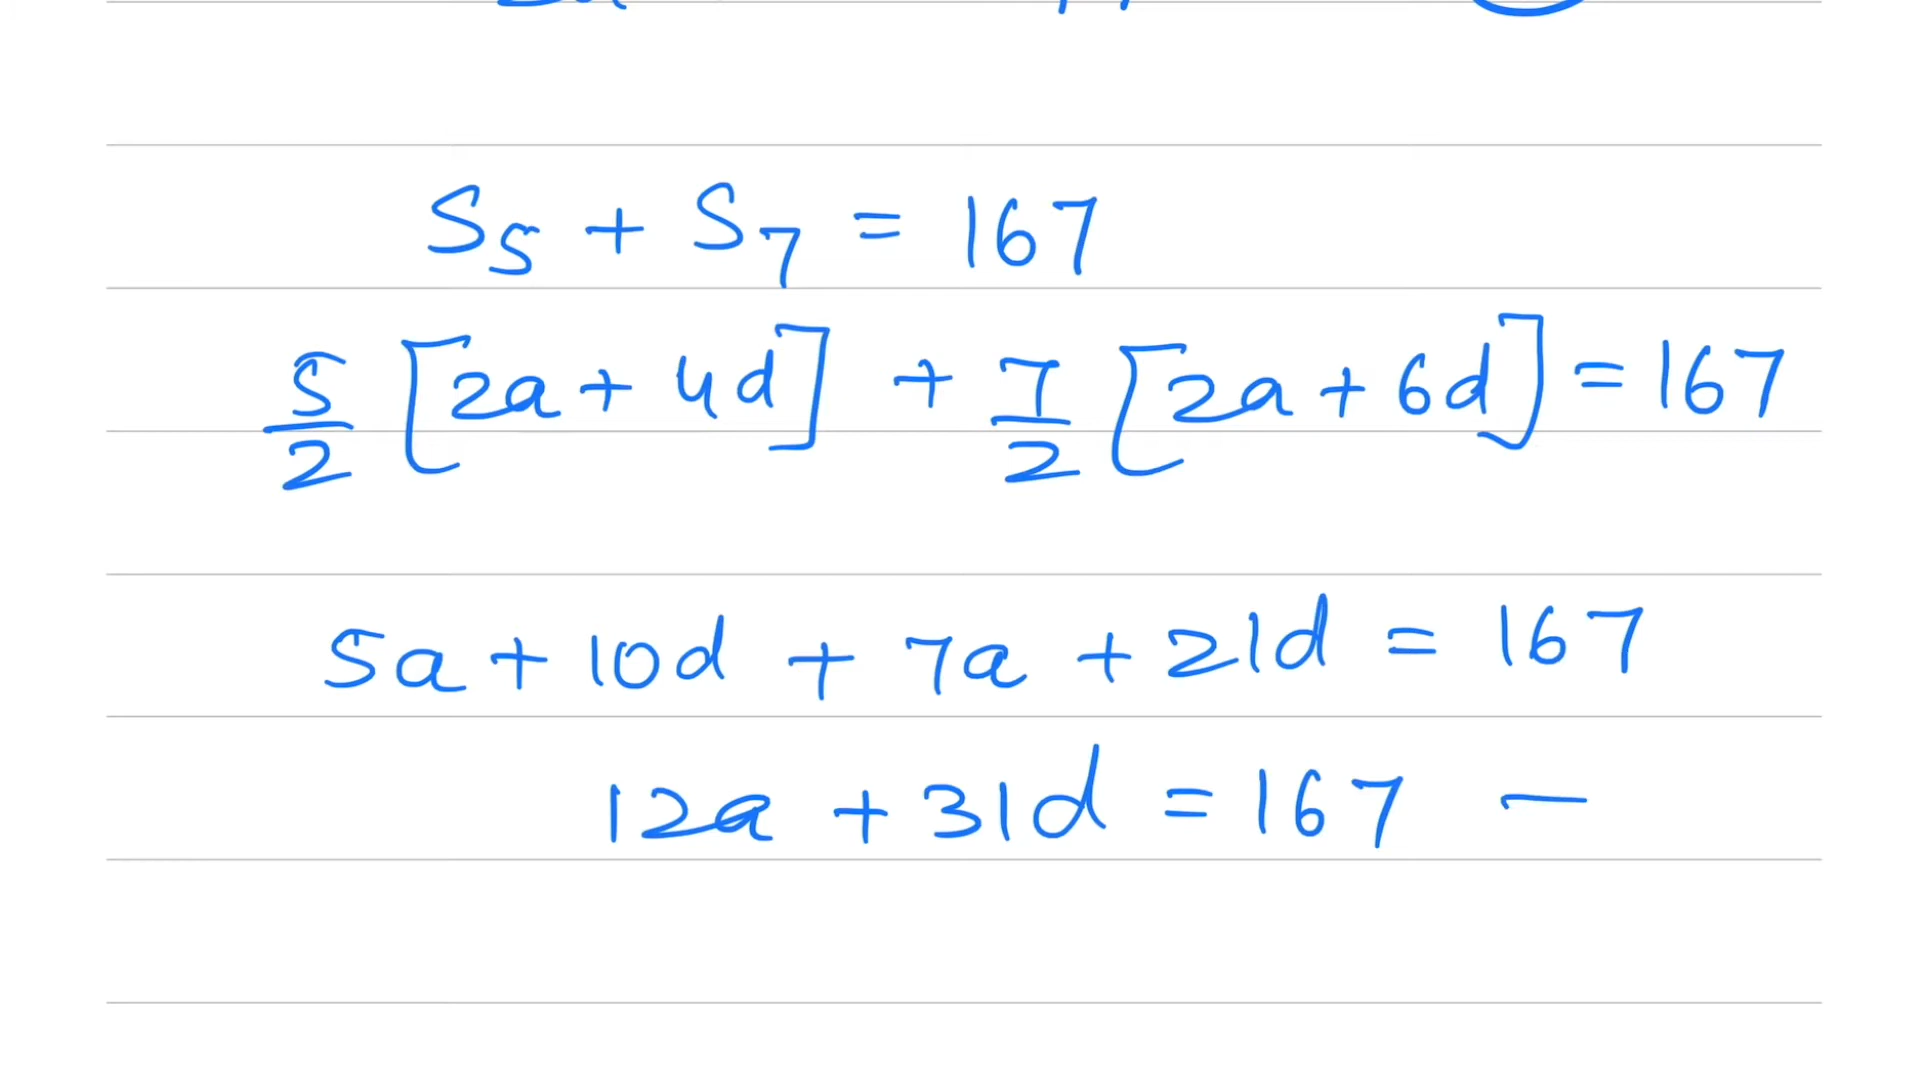 S₅ + S₇ = 167
5/2 [2a + 4d] + 7/2 [2a + 6d] = 167
5a + 10d + 7a + 21d = 167
12a + 31d = 167 —